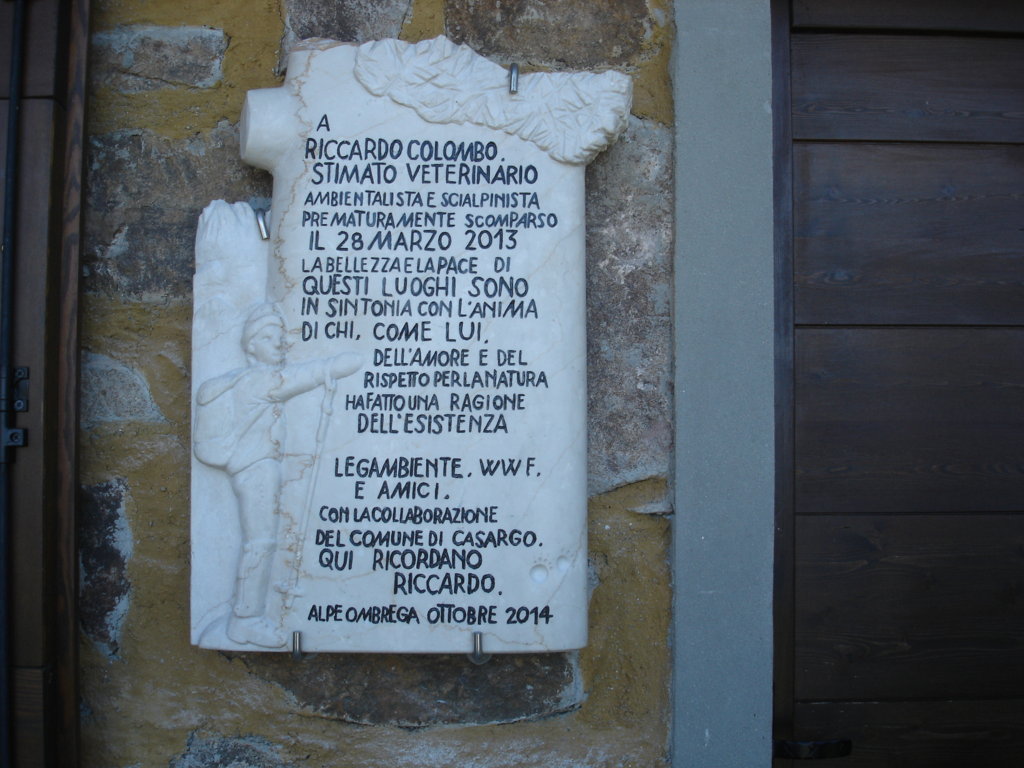 A
RICCARDO COLOMBO.
STIMATO VETERINARIO
AMBIENTALISTA E SCIALPINISTA
PREMATURAMENTE SCOMPARSO
IL 28 MARZO 2013
LA BELLEZZA E LA PACE DI
QUESTI LUOGHI SONO
IN SINTONIA CON L'ANIMA
DI CHI, COME LUI,
DELL'AMORE E DEL
RISPETTO PER LA NATURA
HA FATTO UNA RAGIONE
DELL'ESISTENZA
LEGAMBIENTE. WWF.
E AMICI.
CON LA COLLABORAZIONE
DEL COMUNE DI CASARGO.
QUI RICORDANO
RICCARDO.
ALPE OMBREGA OTTOBRE 2014